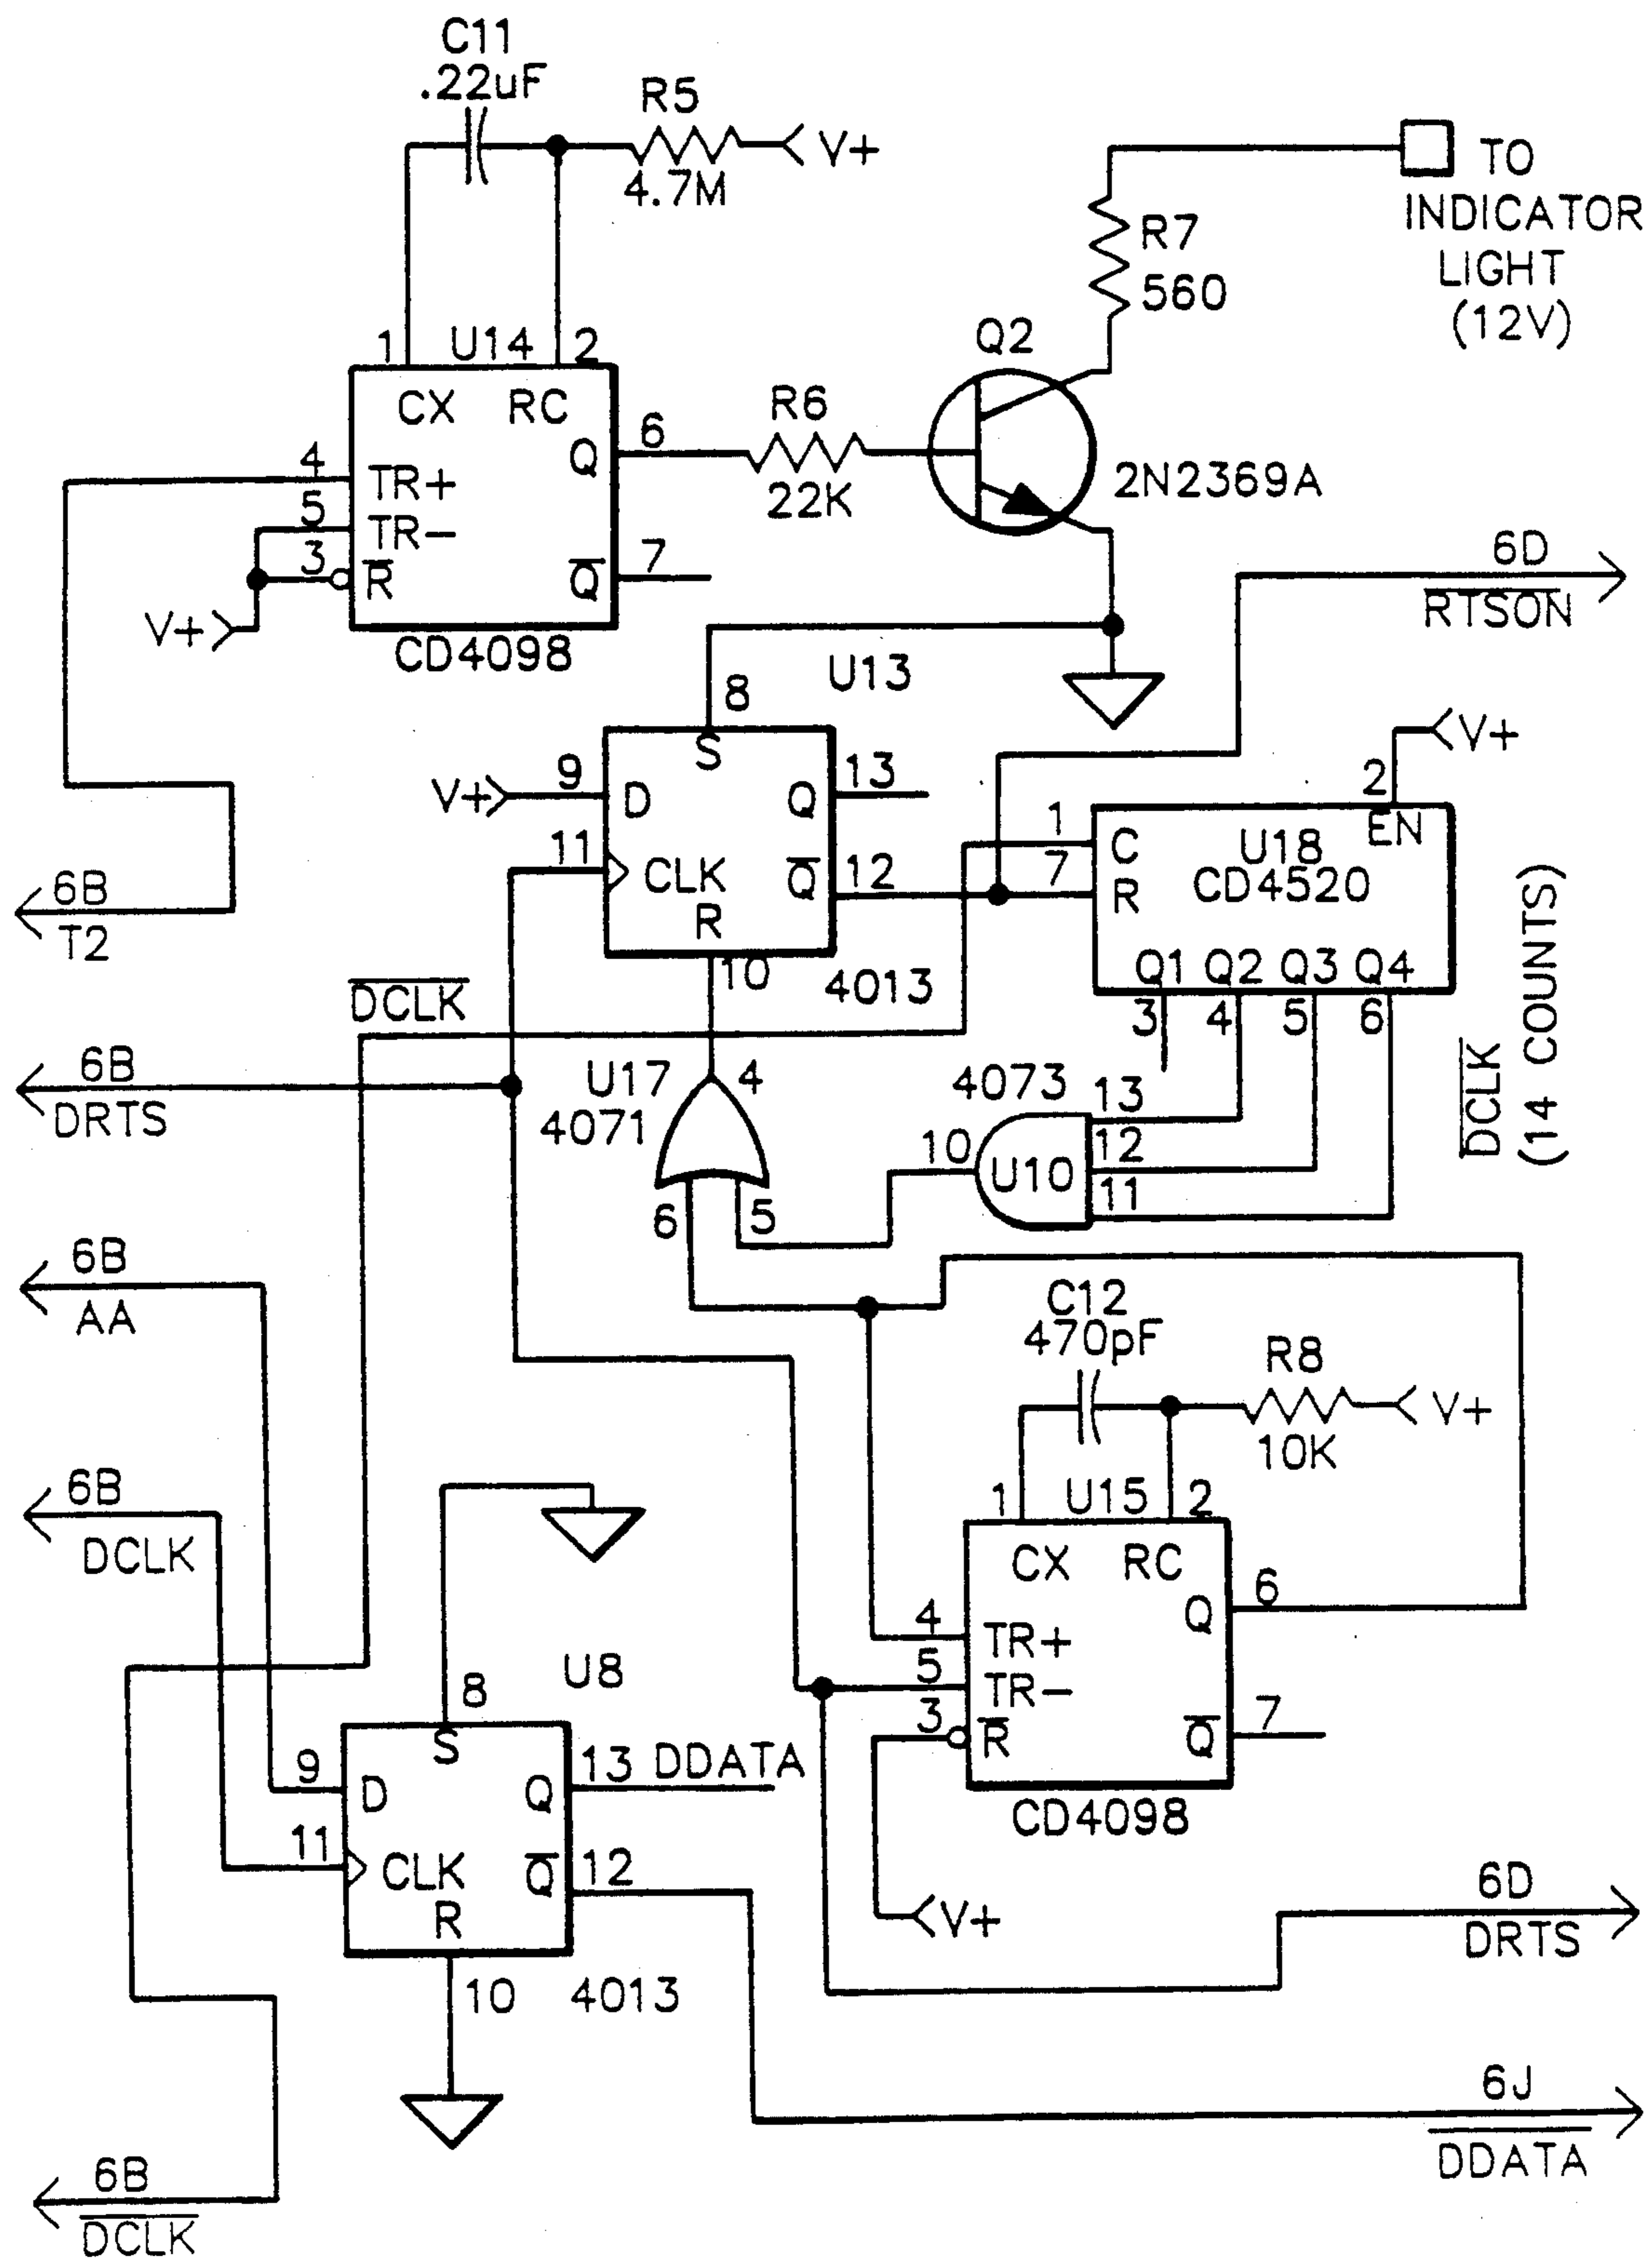 C11
.22uF
R5
4.7M
V+
TO
INDICATOR
LIGHT
(12V)
R7
560
1
U14
2
CX
RC
Q2
4
TR+
5
TR-
3
R̅
Q
6
R6
22K
2N2369A
Q̅
7
V+
CD4098
6D
R̅T̅S̅O̅N̅
U13
8
S
V+
9
D
Q
13
11
CLK
Q̅
12
R
10
4013
V+
2
EN
1
C
U18
7
R
CD4520
Q1
Q2
Q3
Q4
3
4
5
6
D̅C̅L̅K̅
(14 COUNTS)
6B
T2
D̅C̅L̅K̅
6B
DRTS
U17
4071
4
6
5
4073
10
U10
13
12
11
6B
AA
C12
470pF
R8
10K
V+
6B
DCLK
1
U15
2
CX
RC
4
TR+
5
TR-
3
R̅
Q
6
Q̅
7
CD4098
V+
U8
8
S
9
D
Q
13
DDATA
11
CLK
Q̅
12
R
10
4013
6D
DRTS
6J
D̅D̅A̅T̅A̅
6B
D̅C̅L̅K̅